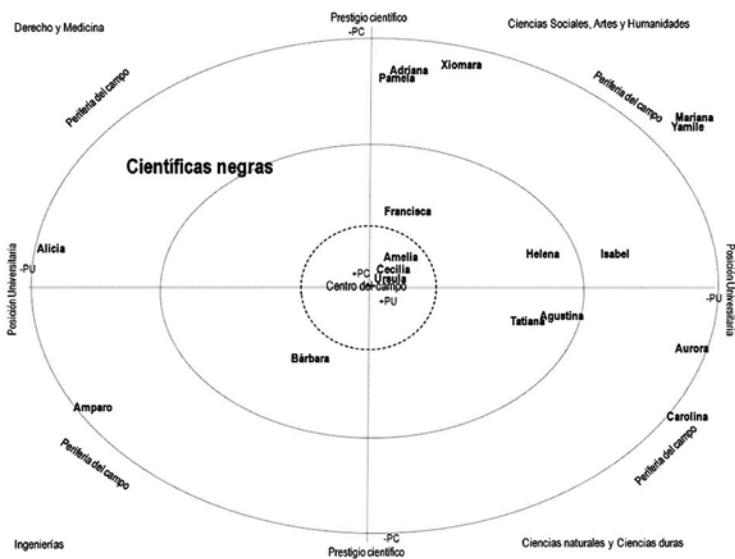 Prestigio científico
-PC
Derecho y Medicina
Ciencias Sociales, Artes y Humanidades
Periferia del campo
Periferia del campo
Adriana
Xiomara
Pamela
Mariana
Yamile
Científicas negras
Francisca
Alicia
Amelia
Helena
Isabel
-PU
+PC
Cecilia
Úrsula
Centro del campo
+PU
-PU
Posición Universitaria
Posición Universitaria
Tatiana
Agustina
Bárbara
Aurora
Amparo
Carolina
Periferia del campo
Periferia del campo
Ingenierías
-PC
Prestigio científico
Ciencias naturales y Ciencias duras